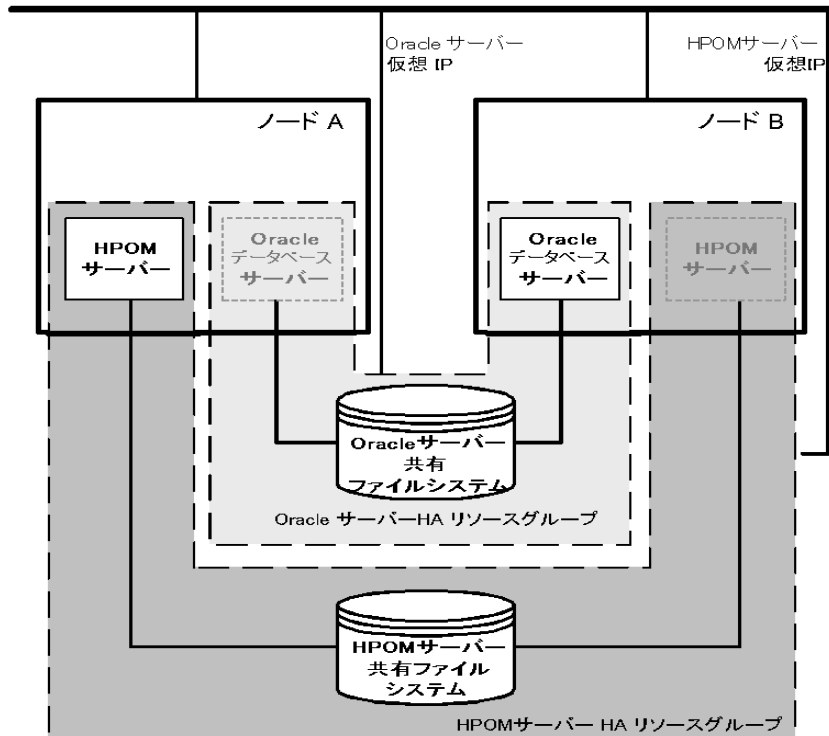 Oracle サーバー
仮想 IP
HPOMサーバー
仮想IP
ノード A
ノード B
HPOM
サーバー
Oracle
データベース
サーバー
Oracle
データベース
サーバー
HPOM
サーバー
Oracleサーバー
共有
ファイルシステム
Oracle サーバーHA リソースグループ
HPOMサーバー
共有ファイル
システム
HPOMサーバー HA リソースグループ